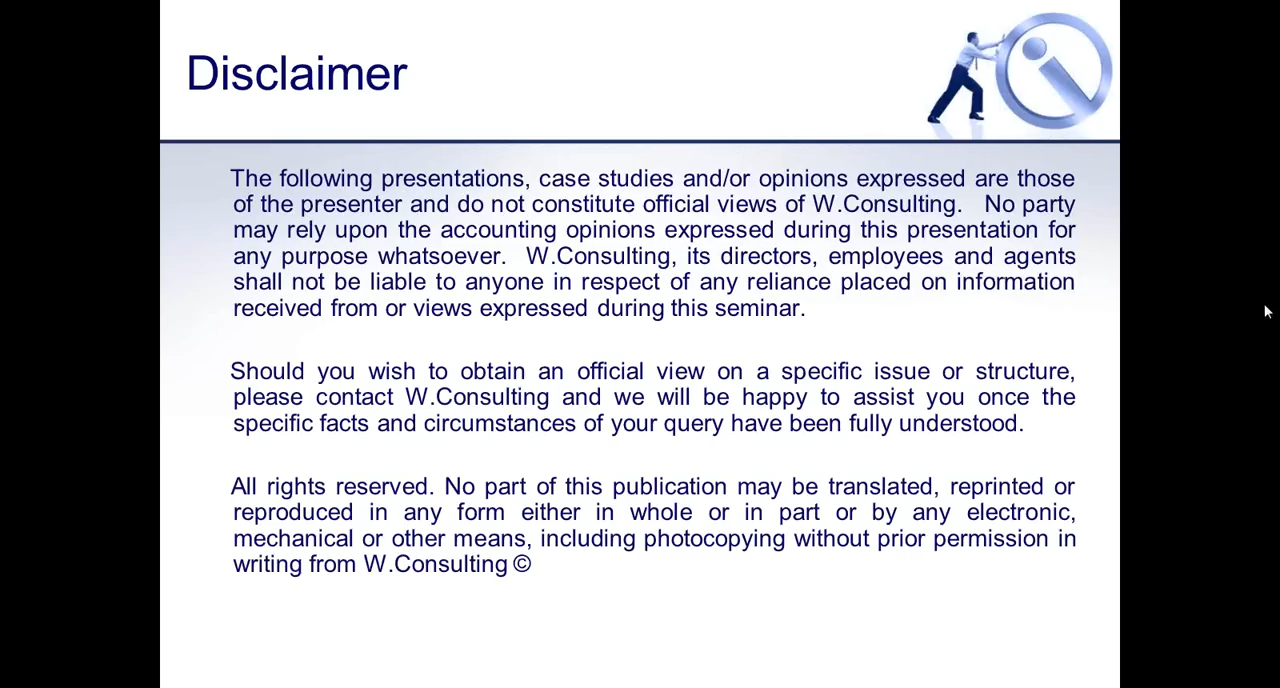 Disclaimer
The following presentations, case studies and/or opinions expressed are those
of the presenter and do not constitute official views of W.Consulting. No party
may rely upon the accounting opinions expressed during this presentation for
any purpose whatsoever. W.Consulting, its directors, employees and agents
shall not be liable to anyone in respect of any reliance placed on information
received from or views expressed during this seminar.
Should you wish to obtain an official view on a specific issue or structure,
please contact W.Consulting and we will be happy to assist you once the
specific facts and circumstances of your query have been fully understood.
All rights reserved. No part of this publication may be translated, reprinted or
reproduced in any form either in whole or in part or by any electronic,
mechanical or other means, including photocopying without prior permission in
writing from W.Consulting ©